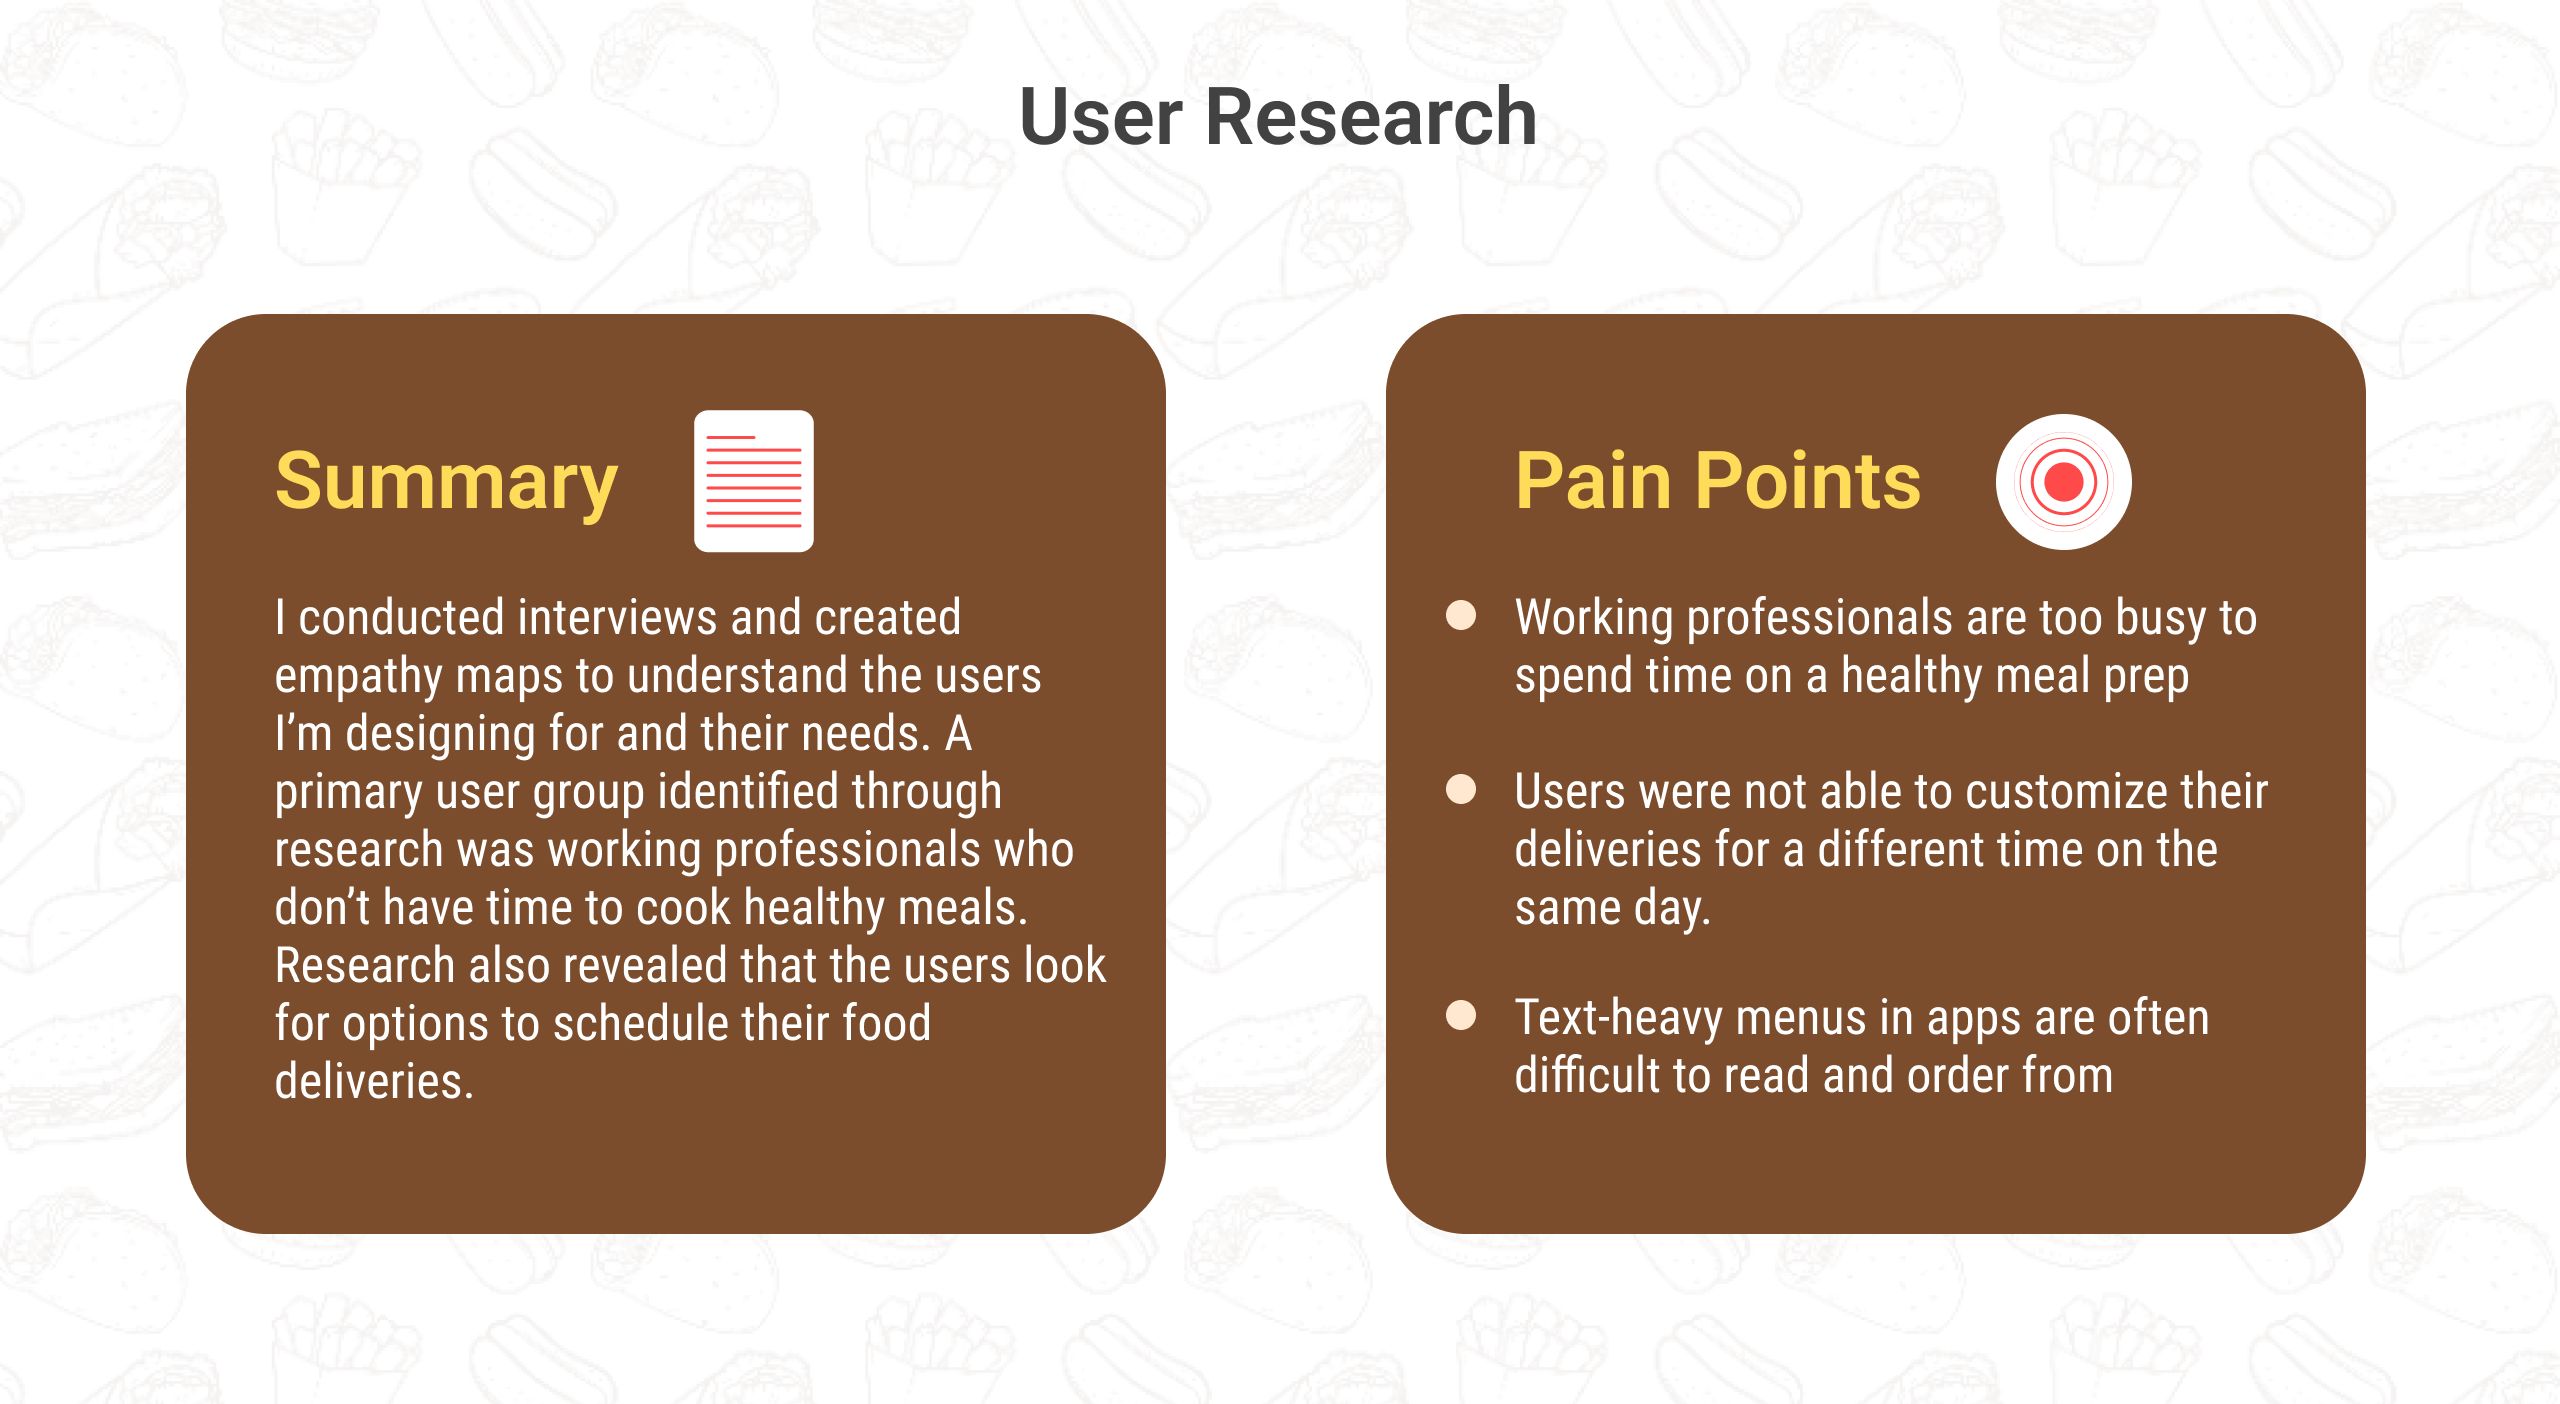 User Research
Summary
I conducted interviews and created
empathy maps to understand the users
I’m designing for and their needs. A
primary user group identified through
research was working professionals who
don’t have time to cook healthy meals.
Research also revealed that the users look
for options to schedule their food
deliveries.
Pain Points
Working professionals are too busy to
spend time on a healthy meal prep
Users were not able to customize their
deliveries for a different time on the
same day.
Text-heavy menus in apps are often
difficult to read and order from